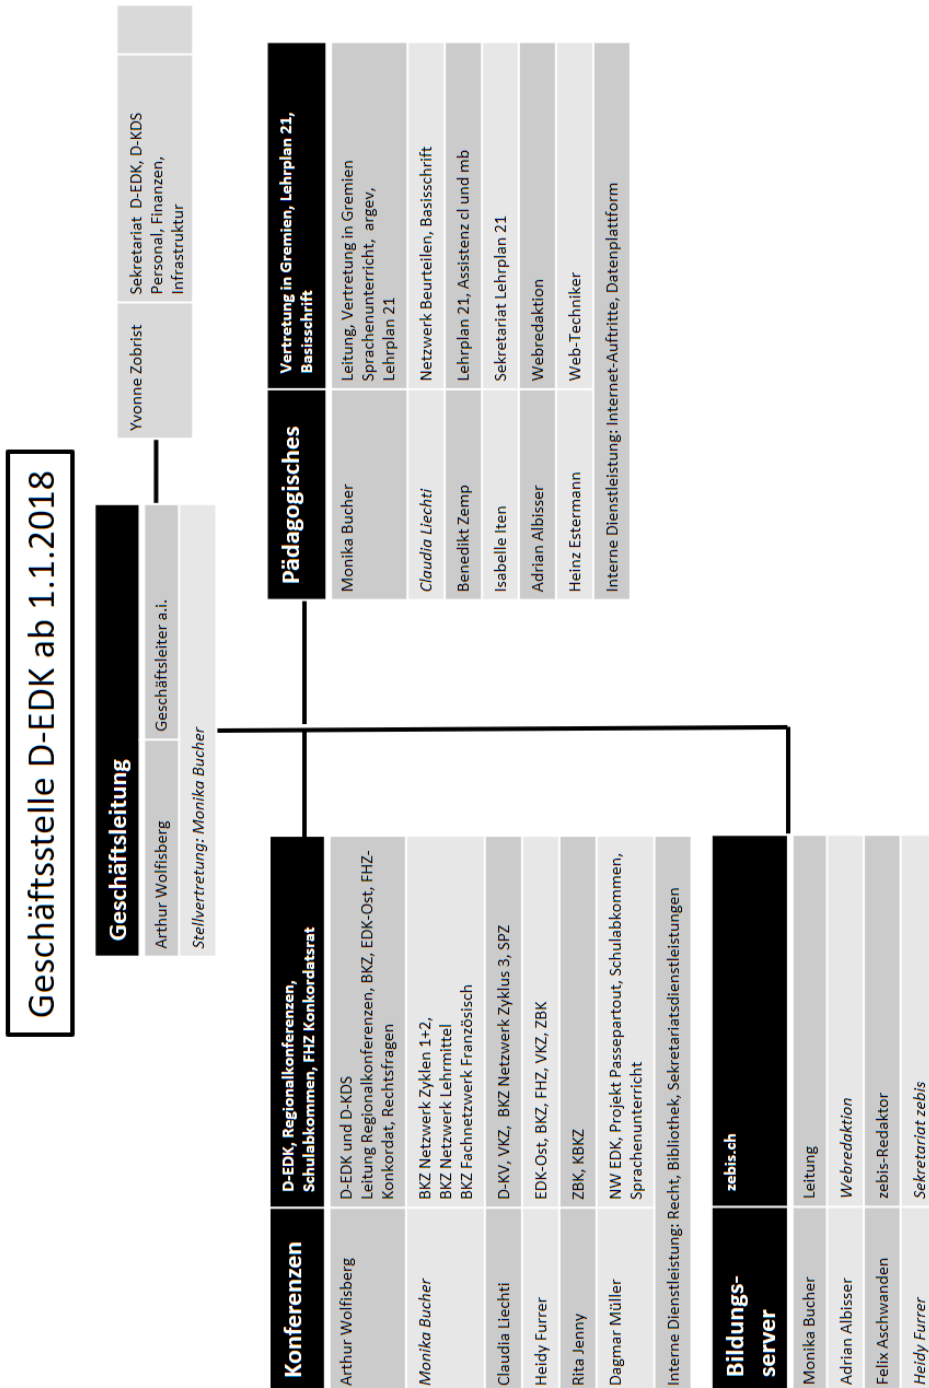 Geschäftsstelle D-EDK ab 1.1.2018
Geschäftsleitung
Arthur Wolfisberg Geschäftsleiter a.i.
Stellvertretung: Monika Bucher
Yvonne Zobrist
Sekretariat D-EDK, D-KDS
Personal, Finanzen,
Infrastruktur
Konferenzen
D-EDK, Regionalkonferenzen,
Schulabkommen, FHZ Konkordatsrat
Arthur Wolfisberg
D-EDK und D-KDS
Leitung Regionalkonferenzen, BKZ, EDK-Ost, FHZ-
Konkordat, Rechtsfragen
Monika Bucher
BKZ Netzwerk Zyklen 1+2,
BKZ Netzwerk Lehrmittel
BKZ Fachnetzwerk Französisch
Claudia Liechti
D-KV, VKZ, BKZ Netzwerk Zyklus 3, SPZ
Heidy Furrer
EDK-Ost, BKZ, FHZ, VKZ, ZBK
Rita Jenny
ZBK, KBKZ
Dagmar Müller
NW EDK, Projekt Passepartout, Schulabkommen,
Sprachenunterricht
Interne Dienstleistung: Recht, Bibliothek, Sekretariatsdienstleistungen
Pädagogisches
Vertretung in Gremien, Lehrplan 21,
Basisschrift
Monika Bucher
Leitung, Vertretung in Gremien
Sprachenunterricht, argev,
Lehrplan 21
Claudia Liechti
Netzwerk Beurteilen, Basisschrift
Benedikt Zemp
Lehrplan 21, Assistenz cl und mb
Isabelle Iten
Sekretariat Lehrplan 21
Adrian Albisser
Webredaktion
Heinz Estermann
Web-Techniker
Interne Dienstleistung: Internet-Auftritte, Datenplattform
Bildungs-
server
zebis.ch
Monika Bucher
Leitung
Adrian Albisser
Webredaktion
Felix Aschwanden
zebis-Redaktor
Heidy Furrer
Sekretariat zebis